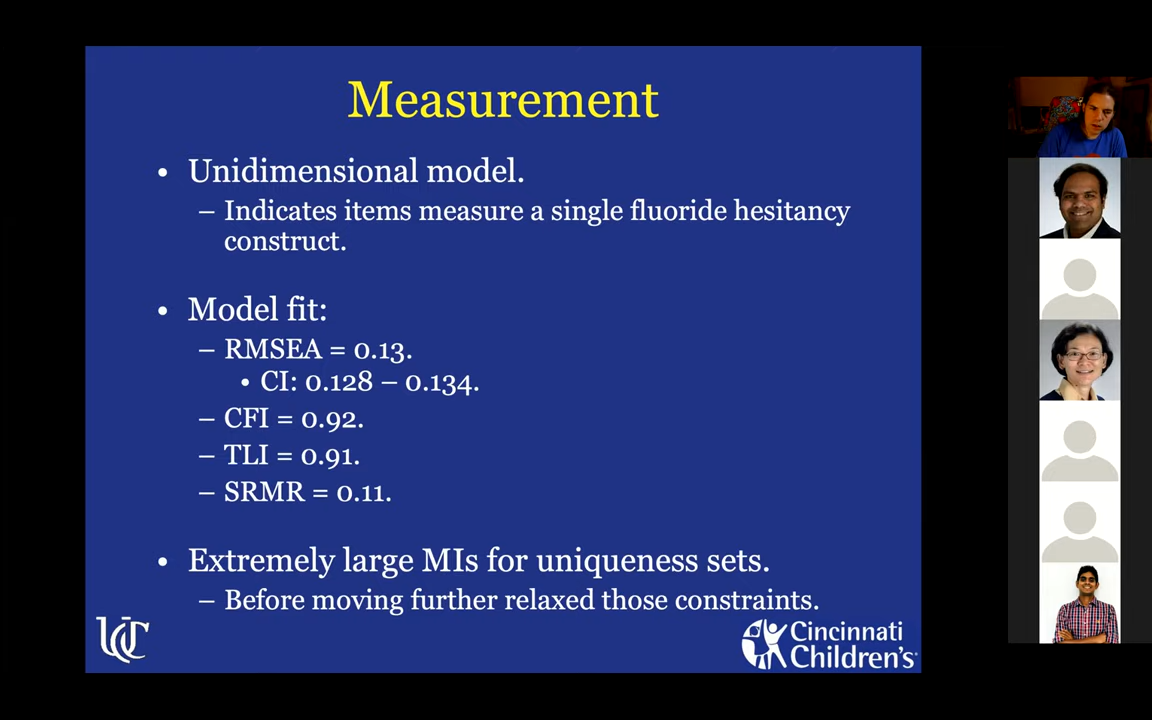 Measurement
• Unidimensional model.
– Indicates items measure a single fluoride hesitancy
construct.
• Model fit:
– RMSEA = 0.13.
• CI: 0.128 – 0.134.
– CFI = 0.92.
– TLI = 0.91.
– SRMR = 0.11.
• Extremely large MIs for uniqueness sets.
– Before moving further relaxed those constraints.
UC
Cincinnati
Children's